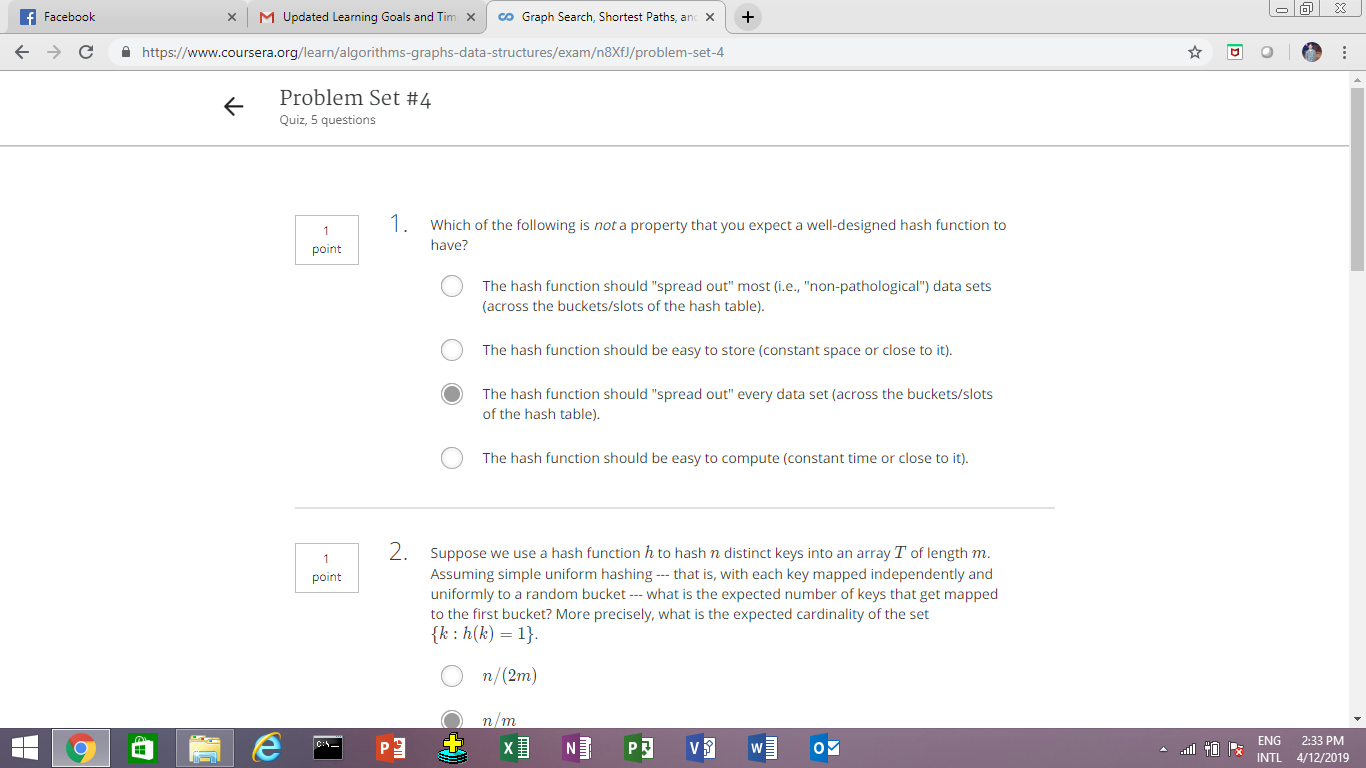 Facebook
Updated Learning Goals and Tim
Graph Search, Shortest Paths, an
https://www.coursera.org/learn/algorithms-graphs-data-structures/exam/n8XfJ/problem-set-4
Problem Set #4
Quiz, 5 questions
1
point
1.
Which of the following is not a property that you expect a well-designed hash function to
have?
The hash function should "spread out" most (i.e., "non-pathological") data sets
(across the buckets/slots of the hash table).
The hash function should be easy to store (constant space or close to it).
The hash function should "spread out" every data set (across the buckets/slots
of the hash table).
The hash function should be easy to compute (constant time or close to it).
1
point
2.
Suppose we use a hash function h to hash n distinct keys into an array T of length m.
Assuming simple uniform hashing --- that is, with each key mapped independently and
uniformly to a random bucket --- what is the expected number of keys that get mapped
to the first bucket? More precisely, what is the expected cardinality of the set
{k : h(k) = 1}.
n/(2m)
n/m
ENG
INTL
2:33 PM
4/12/2019